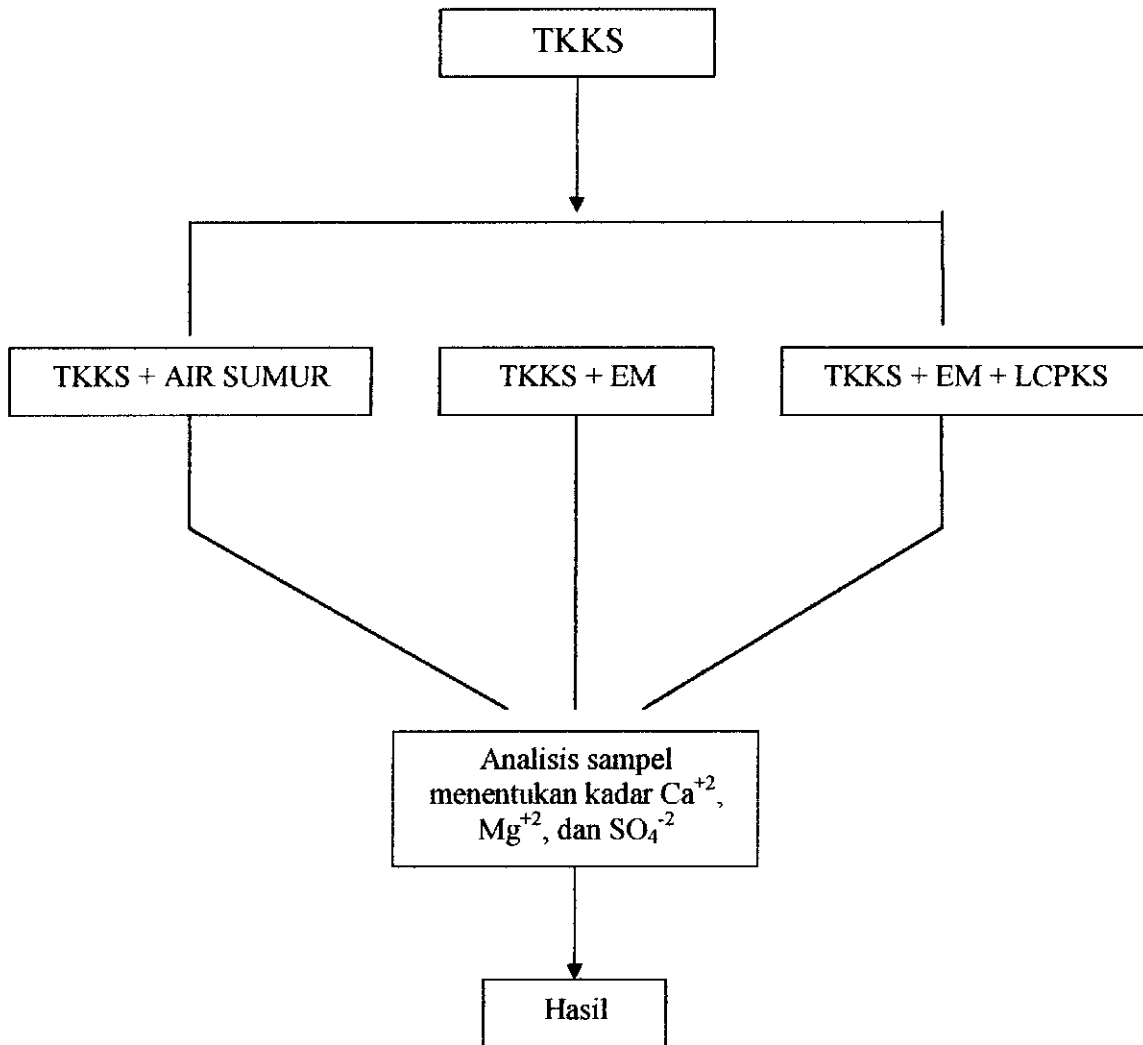 TKKS
TKKS + AIR SUMUR
TKKS + EM
TKKS + EM + LCPKS
Analisis sampel
menentukan kadar Ca⁺²,
Mg⁺², dan SO₄⁻²
Hasil